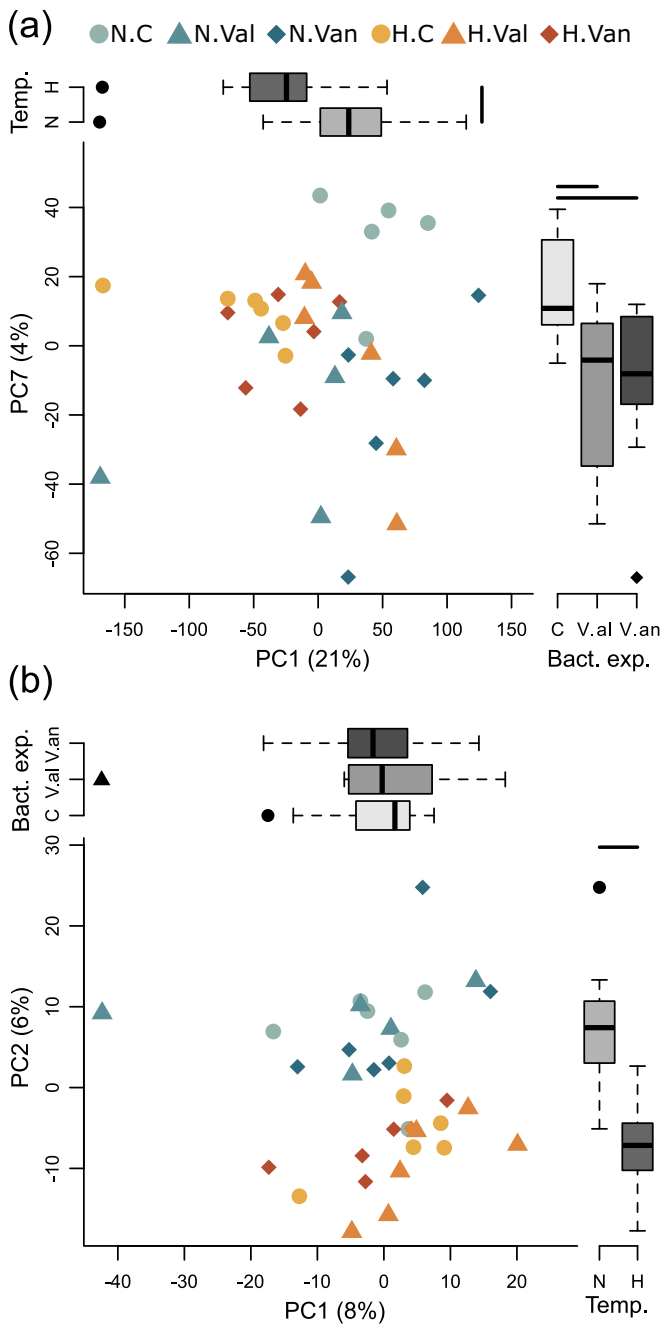 (a)
N.C N.Val N.Van H.C H.Val H.Van
Temp.
H
N
40
20
0
-20
-40
-60
PC7 (4%)
-150 -100 -50 0 50 100 150
PC1 (21%)
C V.al V.an
Bact. exp.
(b)
Bact. exp.
V.an
V.al
C
30
20
10
0
-10
PC2 (6%)
-40 -30 -20 -10 0 10 20
PC1 (8%)
N H
Temp.